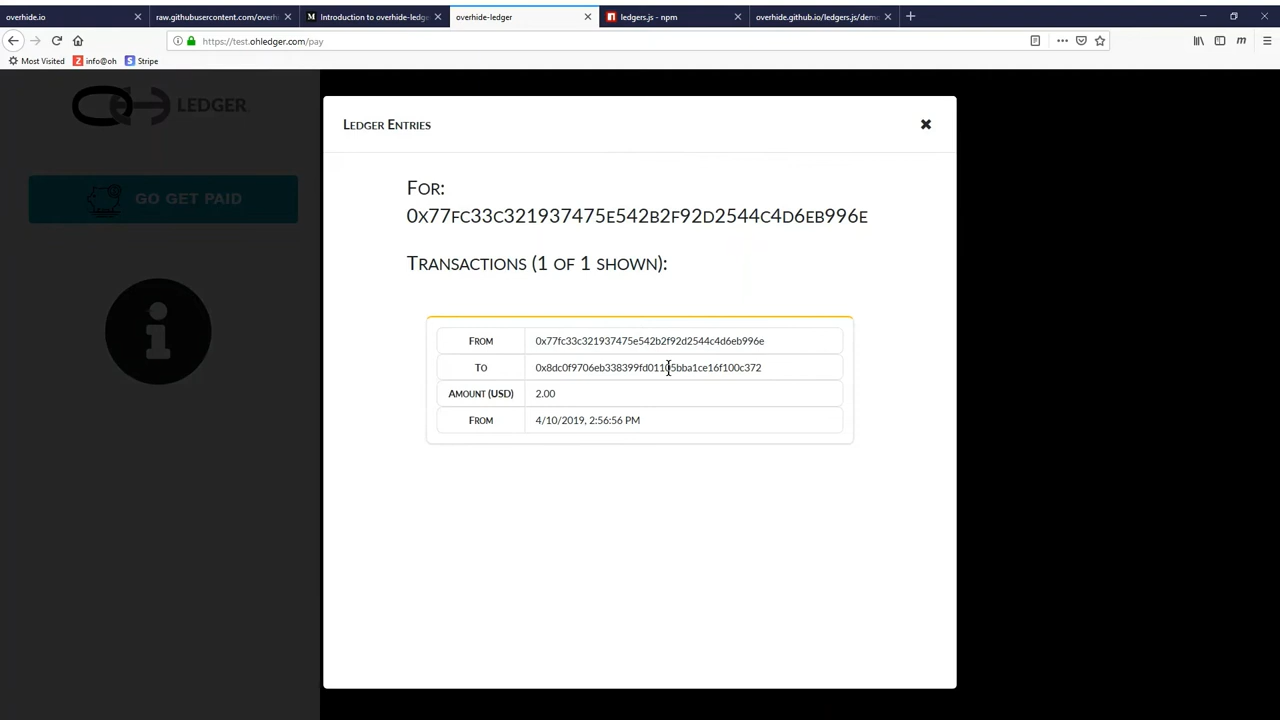 overhide.io
raw.githubusercontent.com/overhi
Introduction to overhide-ledge
overhide-ledger
ledgers.js - npm
overhide.github.io/ledgers.js/demo
https://test.ohledger.com/pay
Most Visited
info@oh
Stripe
LEDGER
GO GET PAID
LEDGER ENTRIES
FOR:
0X77FC33C321937475E542B2F92D2544C4D6EB996E
TRANSACTIONS (1 OF 1 SHOWN):
FROM 0x77fc33c321937475e542b2f92d2544c4d6eb996e
TO 0x8dc0f9706eb338399fd01105bba1ce16f100c372
AMOUNT (USD) 2.00
FROM 4/10/2019, 2:56:56 PM